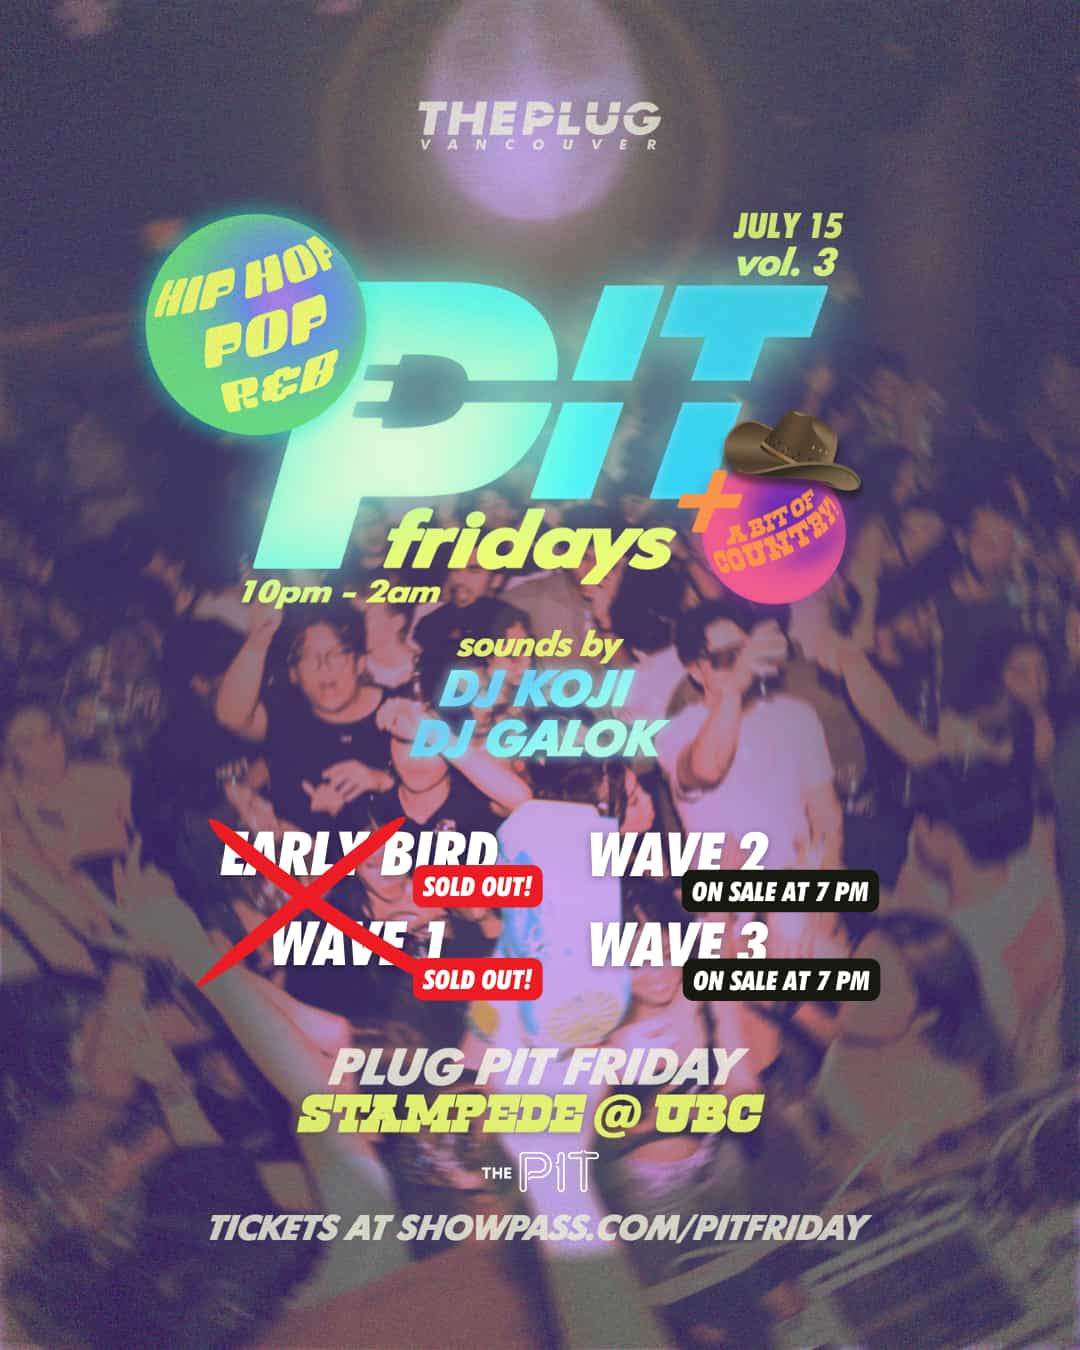 THEPLUG
VANCOUVER
JULY 15
vol. 3
HIP HOP
POP
R&B
PIT
fridays
+
A BIT OF
COUNTRY!
10pm - 2am
sounds by
DJ KOJI
DJ GALOK
EARLY BIRD
SOLD OUT!
WAVE 1
SOLD OUT!
WAVE 2
ON SALE AT 7 PM
WAVE 3
ON SALE AT 7 PM
PLUG PIT FRIDAY
STAMPEDE @ UBC
THE PIT
TICKETS AT SHOWPASS.COM/PITFRIDAY